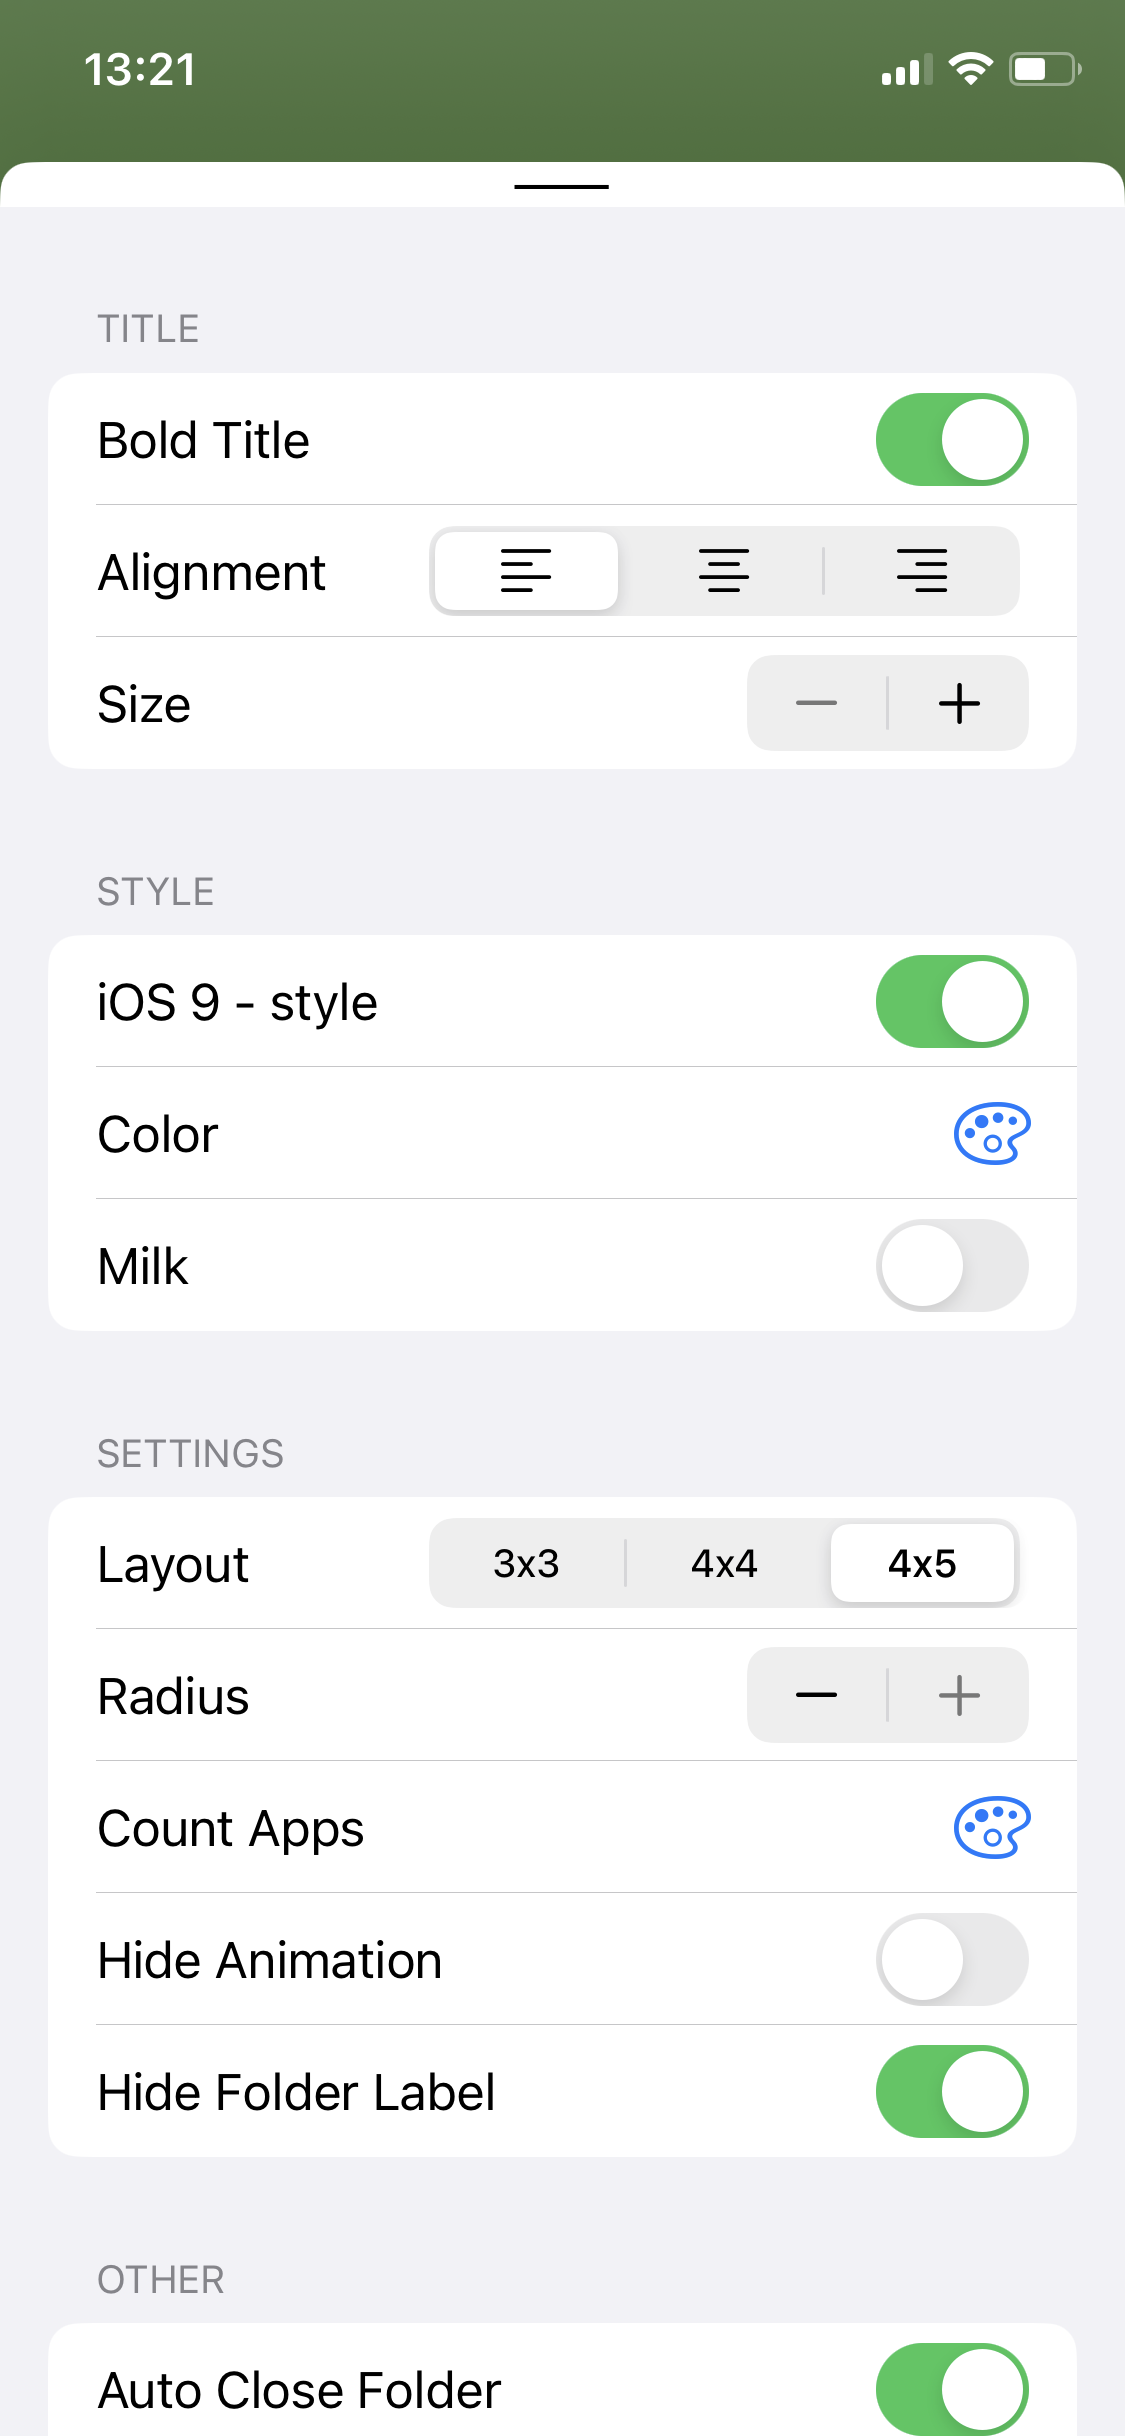 13:21
TITLE
Bold Title
Alignment
Size
STYLE
iOS 9 - style
Color
Milk
SETTINGS
Layout 3x3 4x4 4x5
Radius
Count Apps
Hide Animation
Hide Folder Label
OTHER
Auto Close Folder